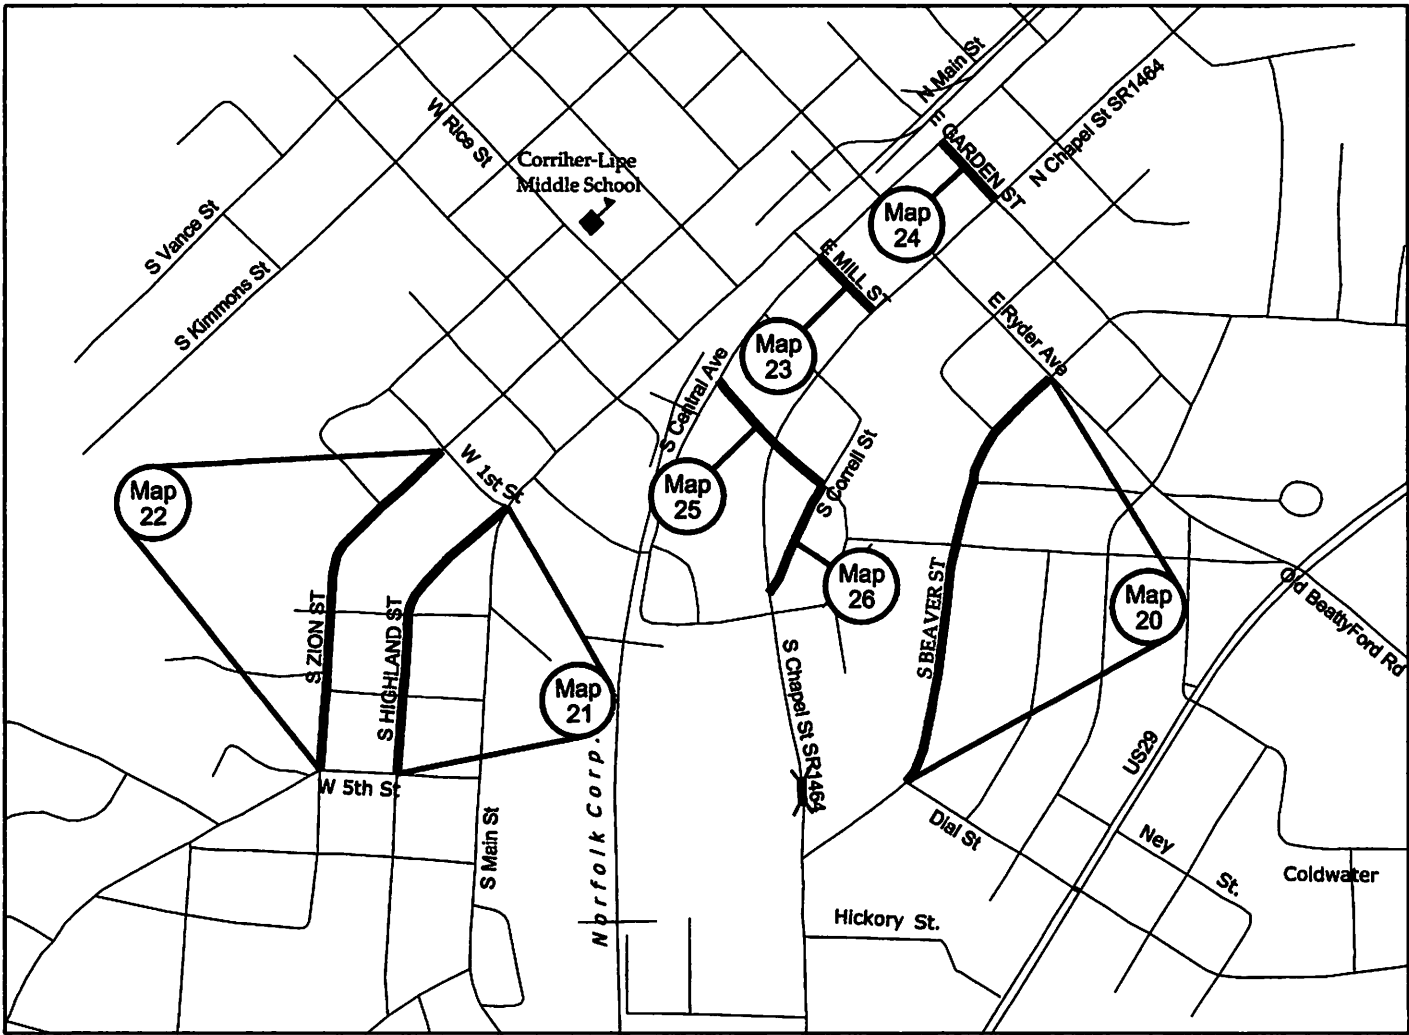 N Main St
N Chapel St SR1464
W Rice St
E GARDEN ST
Corriher-Lipe
Middle School
Map
24
S Vance St
E MILL ST
S Kimmons St
E Ryder Ave
Map
23
S Central Ave
W 1st St
S Correll St
Map
22
Map
25
Map
26
Map
20
Old BeattyFord Rd
S BEAVER ST
S ZION ST
S HIGHLAND ST
Map
21
S Chapel St SR1464
US29
W 5th St
Norfolk Corp.
S Main St
Dial St
Ney St.
Coldwater
Hickory St.